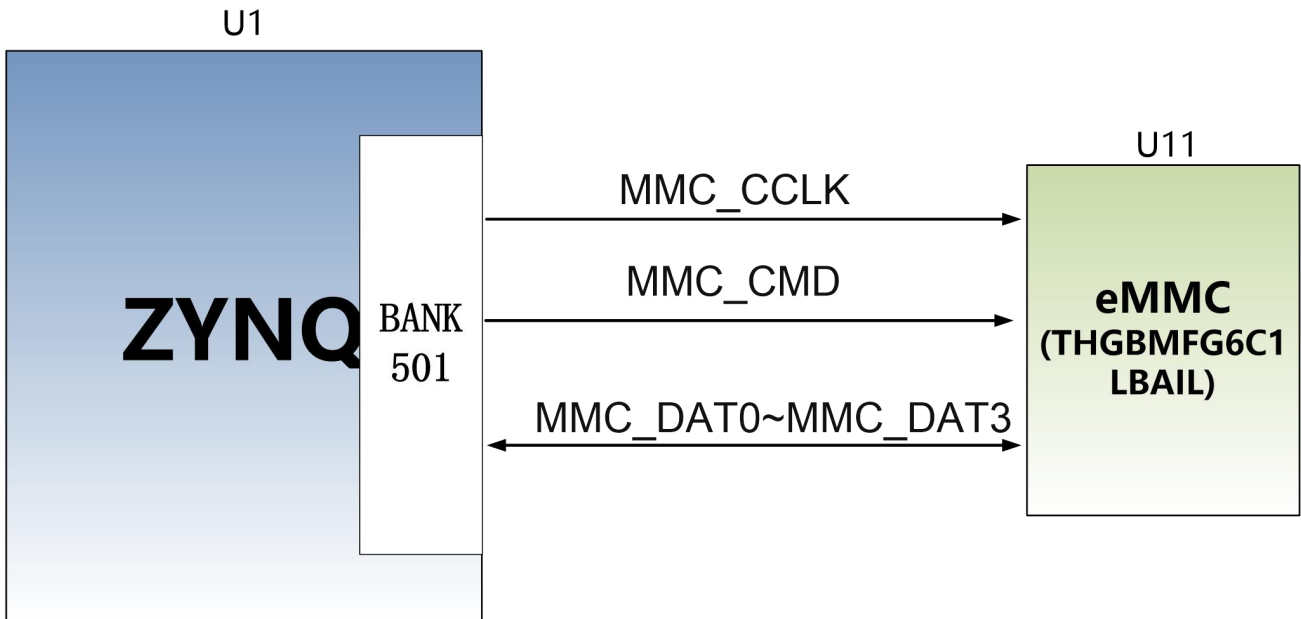 U1
U11
MMC_CCLK
MMC_CMD
ZYNQ
BANK
501
eMMC
(THGBMFG6C1
LBAIL)
MMC_DAT0~MMC_DAT3